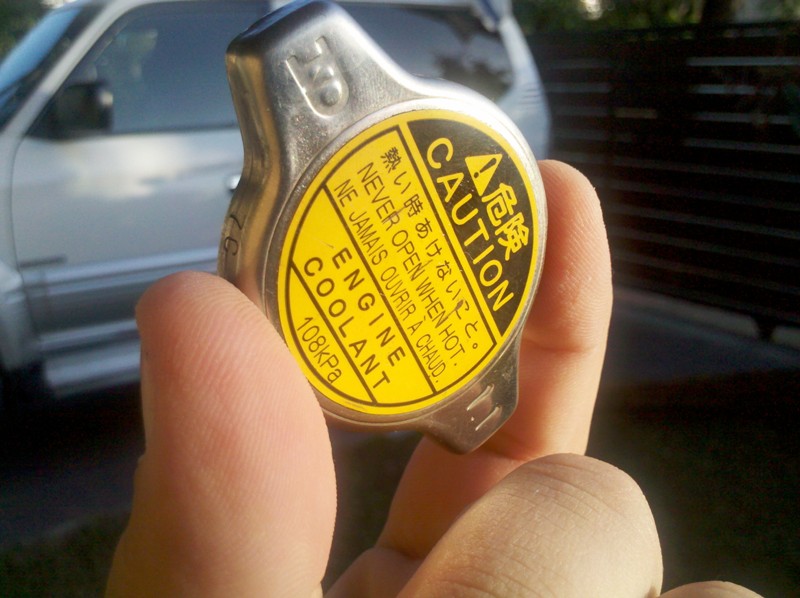 ⚠危険
CAUTION
熱い時あけないこと。
NEVER OPEN WHEN HOT.
NE JAMAIS OUVRIR À CHAUD.
ENGINE
COOLANT
108kPa